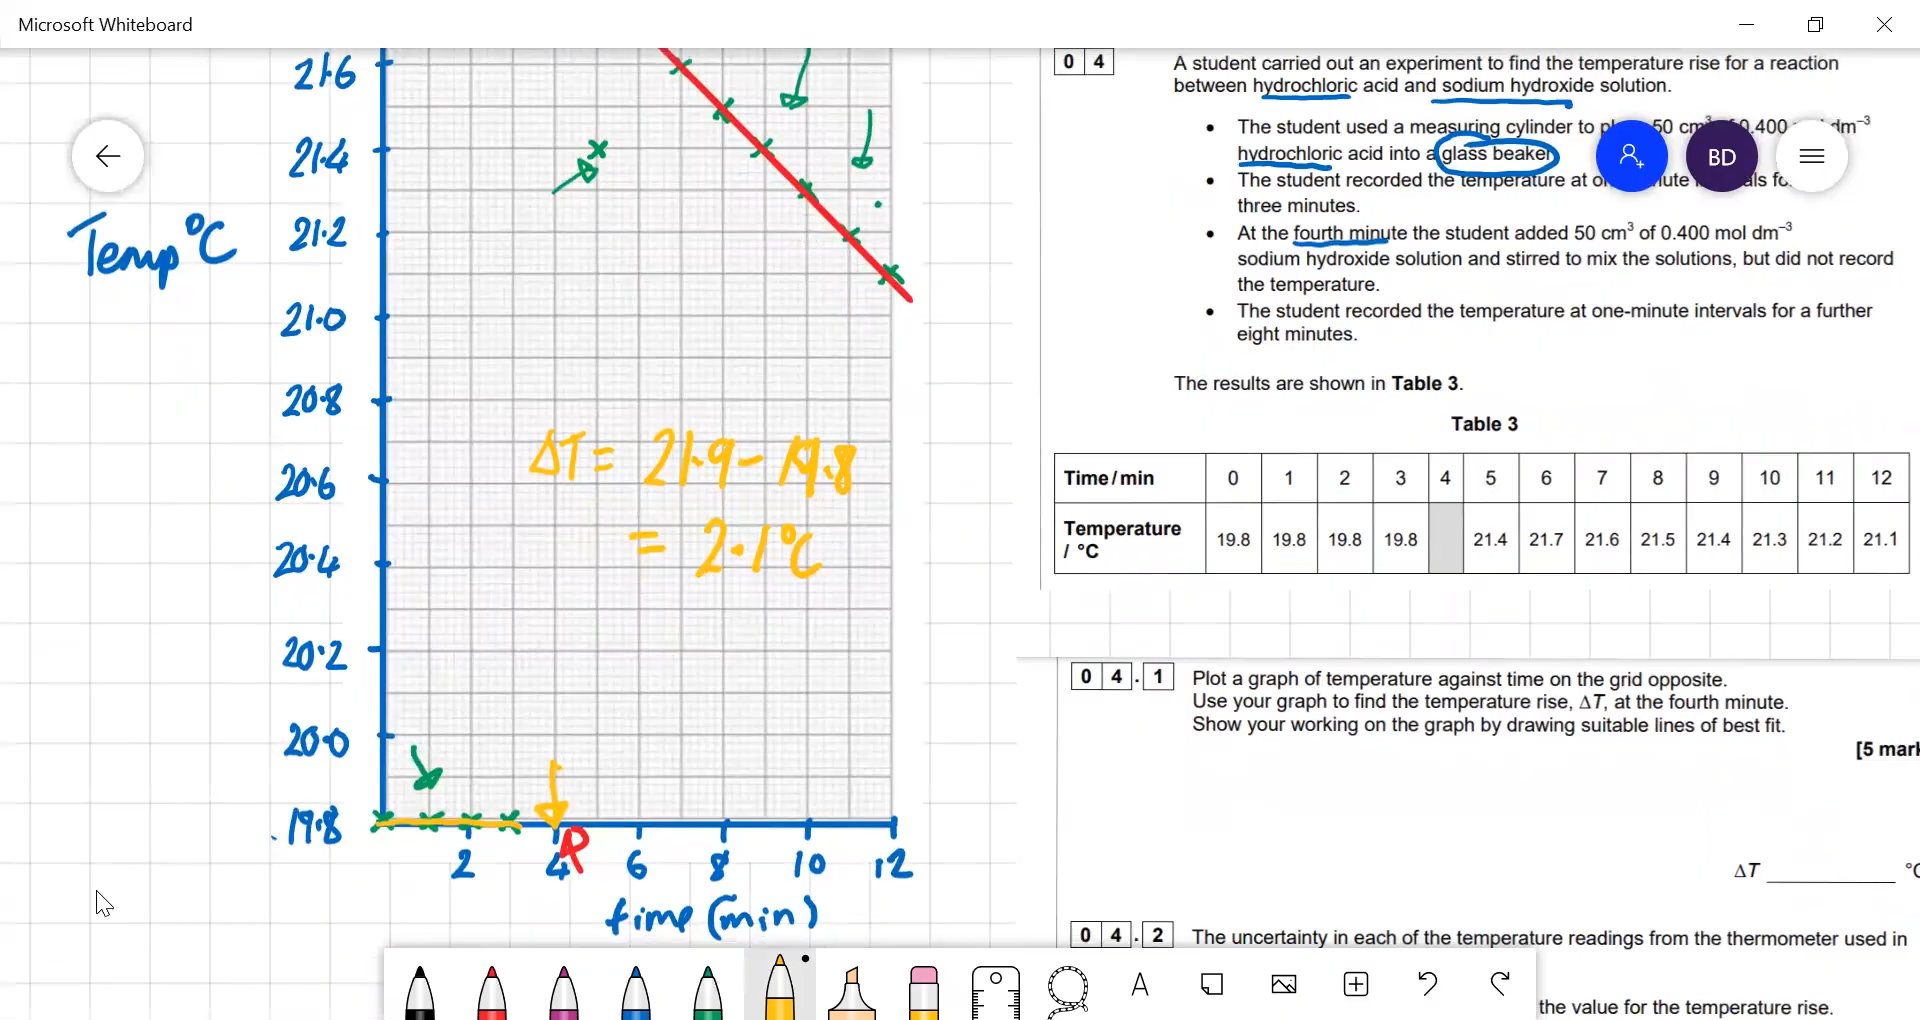 Microsoft Whiteboard
21.6
21.4
21.2
21.0
20.8
20.6
20.4
20.2
20.0
19.8
Temp °C
ΔT = 21.9 - 19.8
= 2.1°C
2 4 6 8 10 12
time (min)
0 4
A student carried out an experiment to find the temperature rise for a reaction
between hydrochloric acid and sodium hydroxide solution.
• The student used a measuring cylinder to 50 cm³ 0.400 dm⁻³
hydrochloric acid into a glass beaker
• The student recorded the temperature at
three minutes.
• At the fourth minute the student added 50 cm³ of 0.400 mol dm⁻³
sodium hydroxide solution and stirred to mix the solutions, but did not record
the temperature.
• The student recorded the temperature at one-minute intervals for a further
eight minutes.
BD
The results are shown in Table 3.
Table 3
Time / min 0 1 2 3 4 5 6 7 8 9 10 11 12
Temperature
/ °C 19.8 19.8 19.8 19.8 21.4 21.7 21.6 21.5 21.4 21.3 21.2 21.1
0 4 . 1
Plot a graph of temperature against time on the grid opposite.
Use your graph to find the temperature rise, ΔT, at the fourth minute.
Show your working on the graph by drawing suitable lines of best fit.
[5 mark
ΔT °C
0 4 . 2
The uncertainty in each of the temperature readings from the thermometer used in
the value for the temperature rise.
A